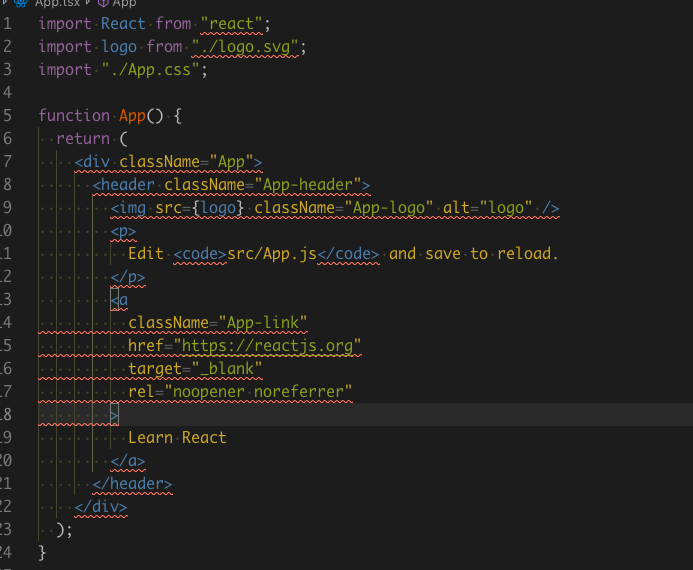 App.tsx App
1 import React from "react";
2 import logo from "./logo.svg";
3 import "./App.css";
4
5 function App() {
6 return (
7 <div className="App">
8 <header className="App-header">
9 <img src={logo} className="App-logo" alt="logo" />
10 <p>
11 Edit <code>src/App.js</code> and save to reload.
12 </p>
13 <a
14 className="App-link"
15 href="https://reactjs.org"
16 target="_blank"
17 rel="noopener noreferrer"
18 >
19 Learn React
20 </a>
21 </header>
22 </div>
23 );
24 }